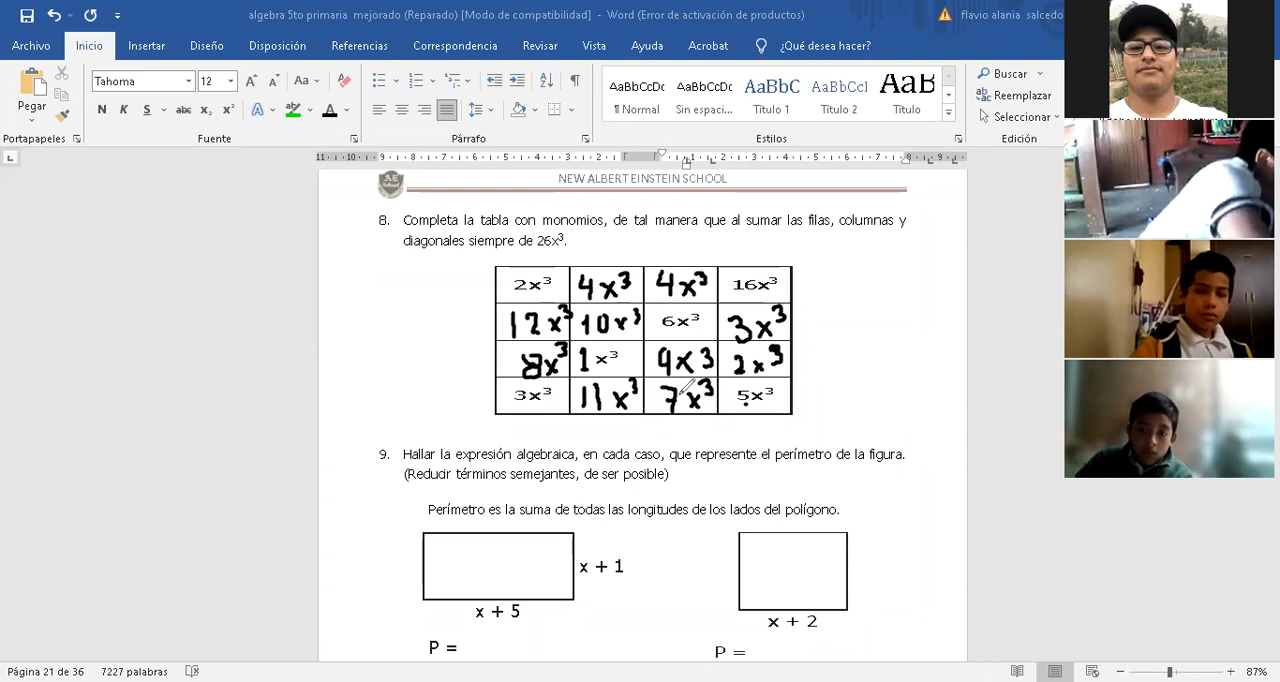 algebra 5to primaria mejorado (Reparado) [Modo de compatibilidad] - Word (Error de activación de productos)
flavio alania salcedo
Archivo Inicio Insertar Diseño Disposición Referencias Correspondencia Revisar Vista Ayuda Acrobat ¿Qué desea hacer?
Pegar
Tahoma 12
N K S abc x₂ x² A A
AaBbCcDc AaBbCcDc AaBbC AaBbCcI AaB
¶ Normal Sin espaci... Título 1 Título 2 Título
Buscar
Reemplazar
Seleccionar
Portapapeles Fuente Párrafo Estilos Edición
NEW ALBERT EINSTEIN SCHOOL
8. Completa la tabla con monomios, de tal manera que al sumar las filas, columnas y
diagonales siempre de 26x³.
2x³ 4x³ 4x³ 16x³
12x³ 10x³ 6x³ 3x³
8x³ 1x³ 9x3 2x³
3x³ 11x³ 7x³ 5x³
9. Hallar la expresión algebraica, en cada caso, que represente el perímetro de la figura.
(Reducir términos semejantes, de ser posible)
Perímetro es la suma de todas las longitudes de los lados del polígono.
x + 1
x + 5
x + 2
P =
P =
Página 21 de 36 7227 palabras
87%